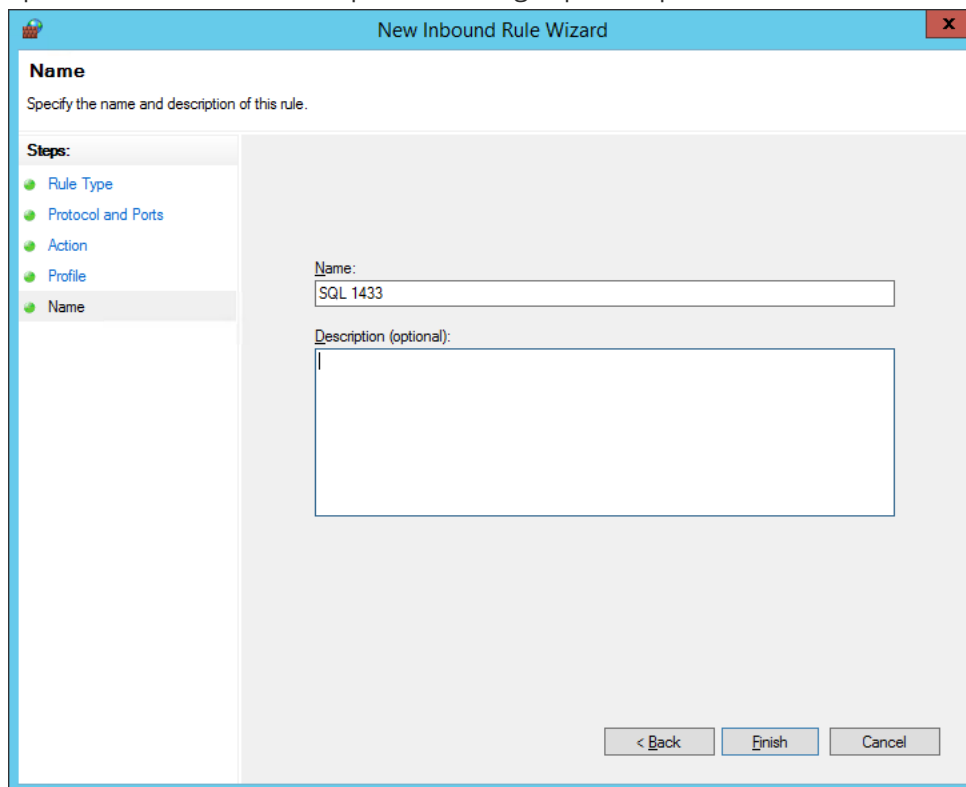 New Inbound Rule Wizard
x
Name
Specify the name and description of this rule.
Steps:
Rule Type
Protocol and Ports
Action
Profile
Name
Name:
SQL 1433
Description (optional):
< Back
Finish
Cancel